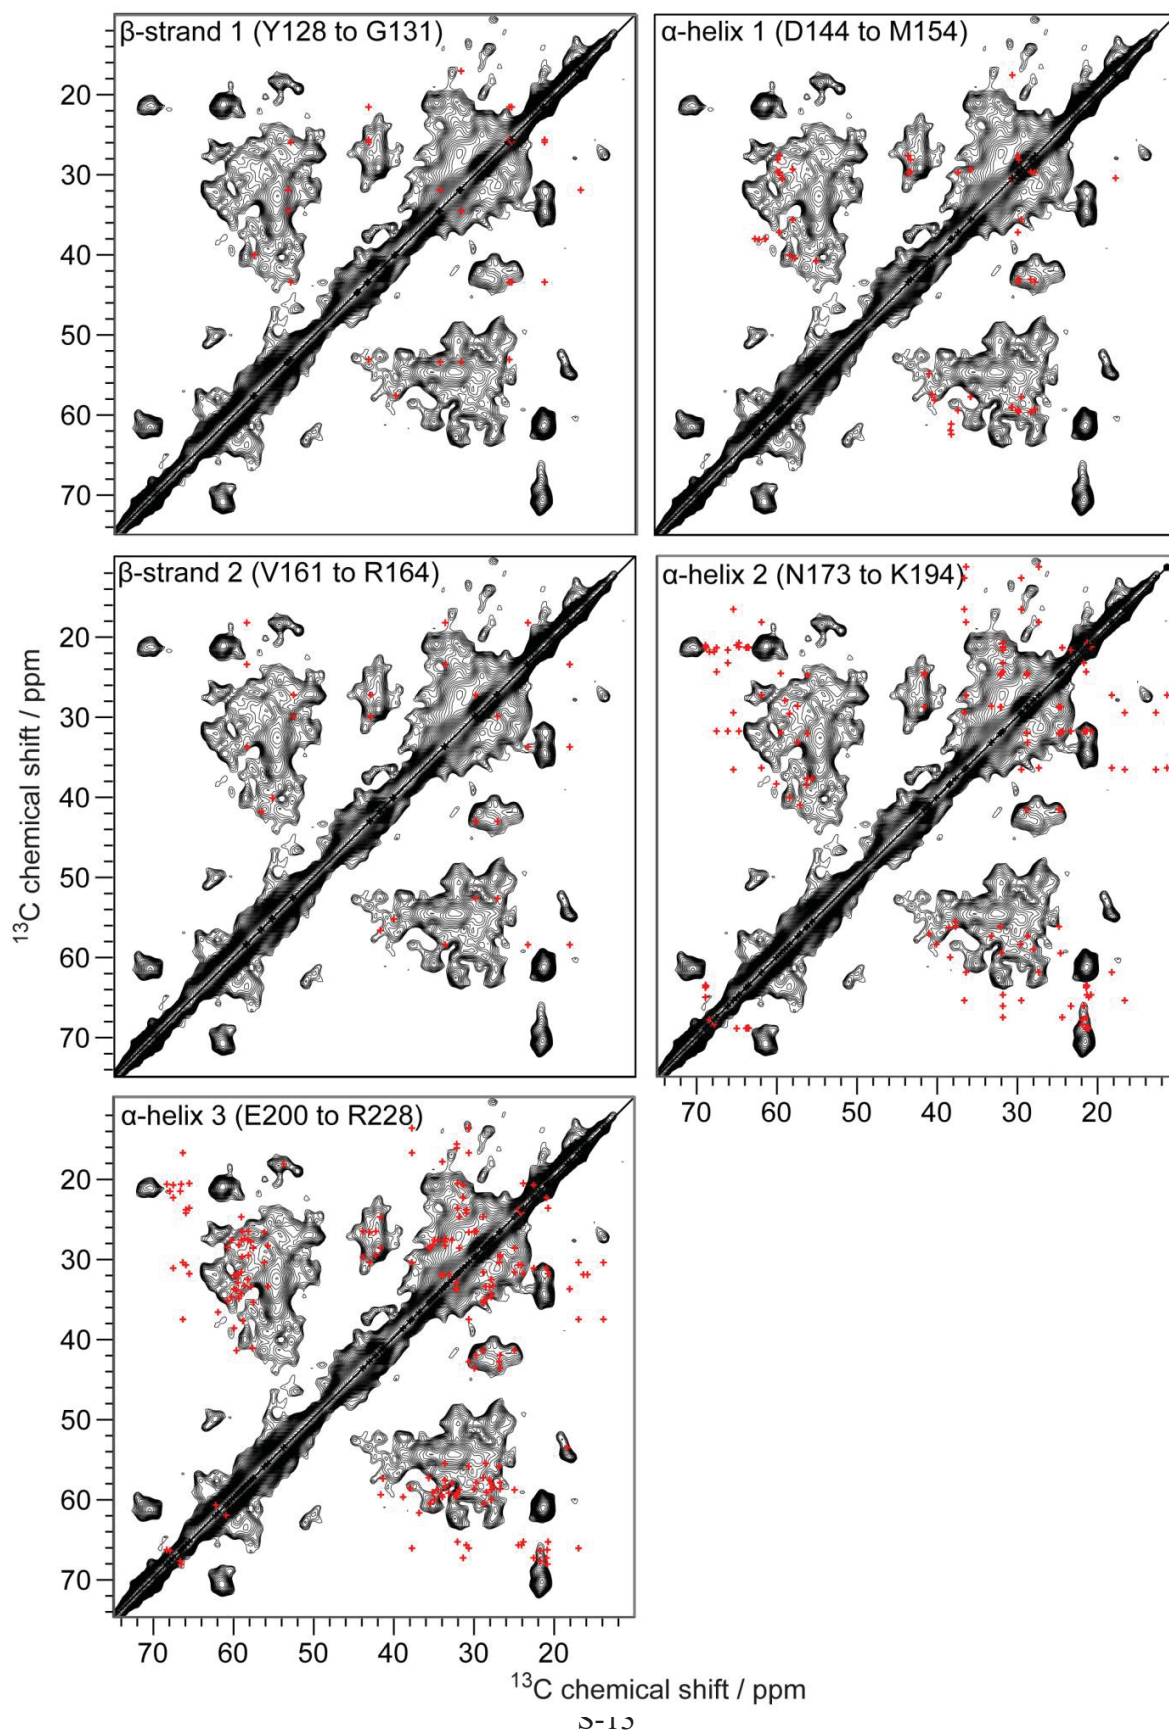 β-strand 1 (Y128 to G131)
α-helix 1 (D144 to M154)
20
30
40
50
60
70
β-strand 2 (V161 to R164)
α-helix 2 (N173 to K194)
20
30
40
50
60
70
¹³C chemical shift / ppm
70 60 50 40 30 20
α-helix 3 (E200 to R228)
20
30
40
50
60
70
70 60 50 40 30 20
¹³C chemical shift / ppm
S-13